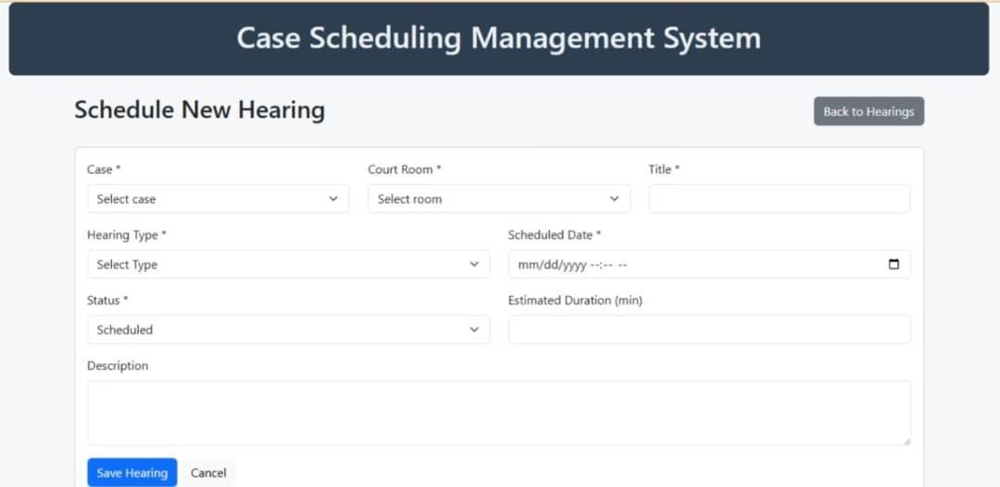 Case Scheduling Management System
Schedule New Hearing
Back to Hearings
Case *
Court Room *
Title *
Select case
Select room
Hearing Type *
Scheduled Date *
Select Type
mm/dd/yyyy --:-- --
Status *
Estimated Duration (min)
Scheduled
Description
Save Hearing
Cancel